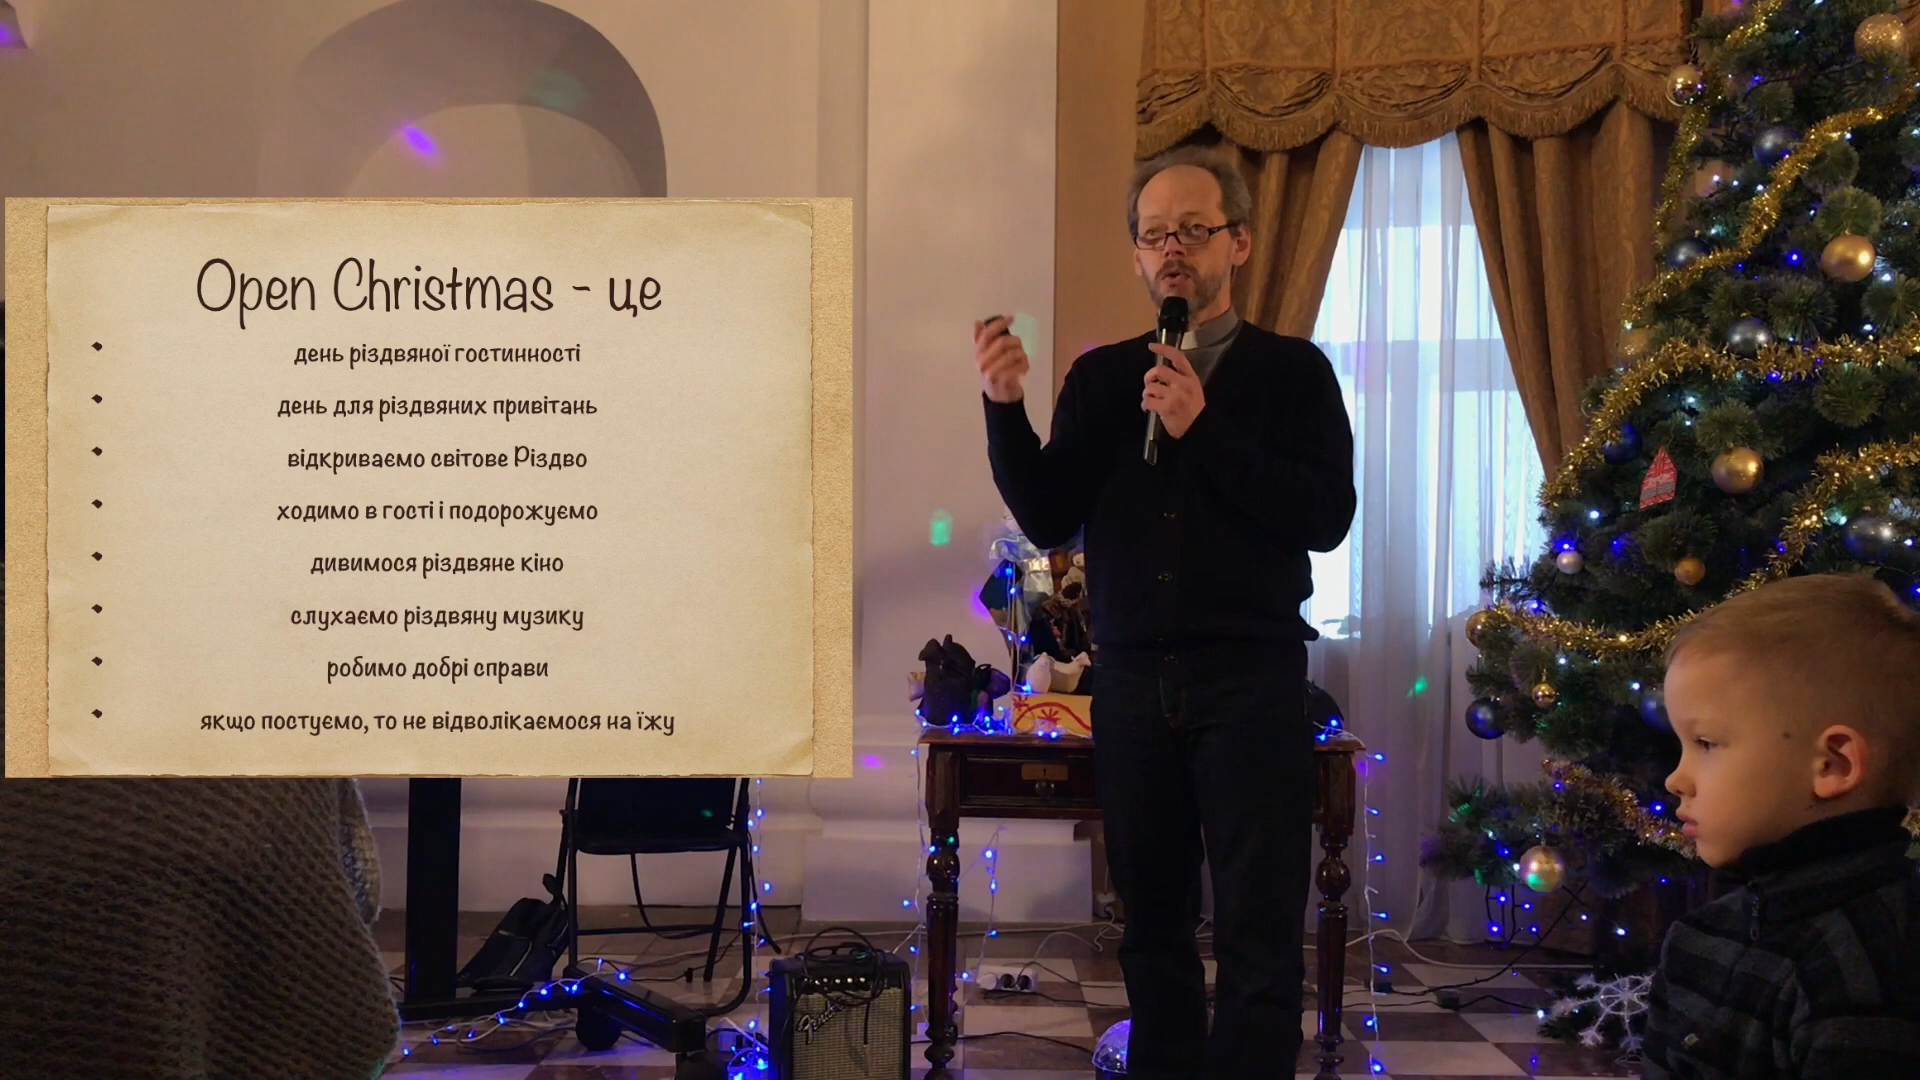 Open Christmas - це
день різдвяної гостинності
день для різдвяних привітань
відкриваємо світове Різдво
ходимо в гості і подорожуємо
дивимося різдвяне кіно
слухаємо різдвяну музику
робимо добрі справи
якщо постуємо, то не відволікаємося на їжу
Fender